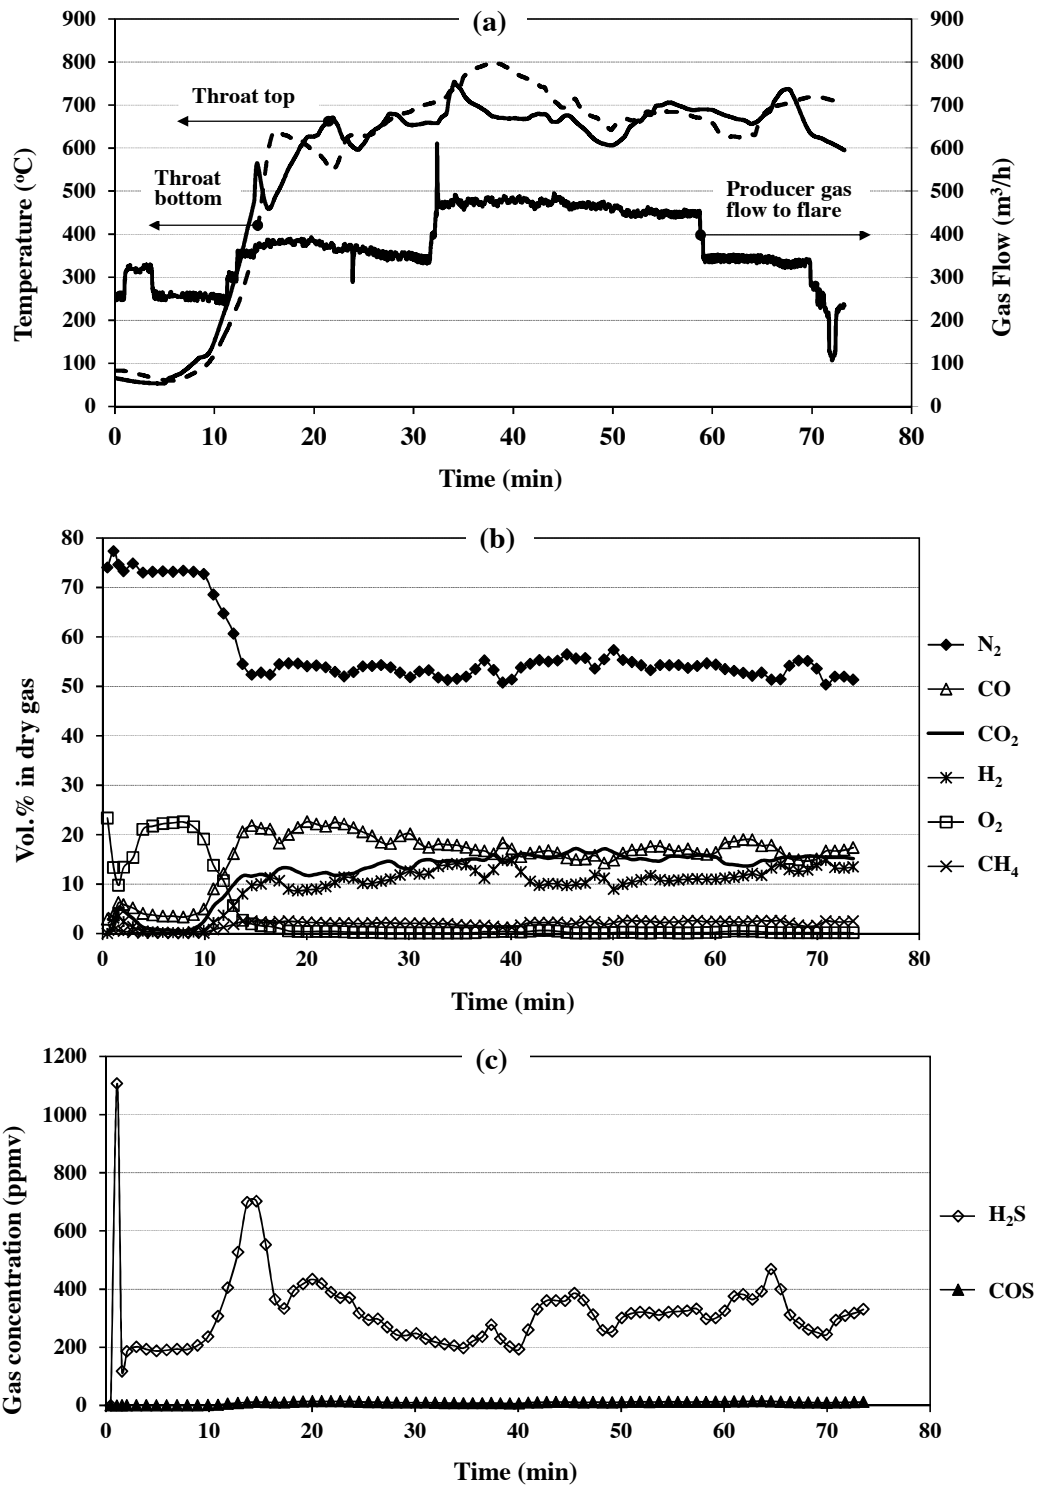 (a)
900
800
700
600
500
400
300
200
100
0
Temperature (°C)
Throat top
Throat
bottom
Producer gas
flow to flare
900
800
700
600
500
400
300
200
100
0
Gas Flow (m³/h)
0 10 20 30 40 50 60 70 80
Time (min)
(b)
80
70
60
50
40
30
20
10
0
Vol.% in dry gas
N₂
CO
CO₂
H₂
O₂
CH₄
0 10 20 30 40 50 60 70 80
Time (min)
(c)
1200
1000
800
600
400
200
0
Gas concentration (ppmv)
H₂S
COS
0 10 20 30 40 50 60 70 80
Time (min)